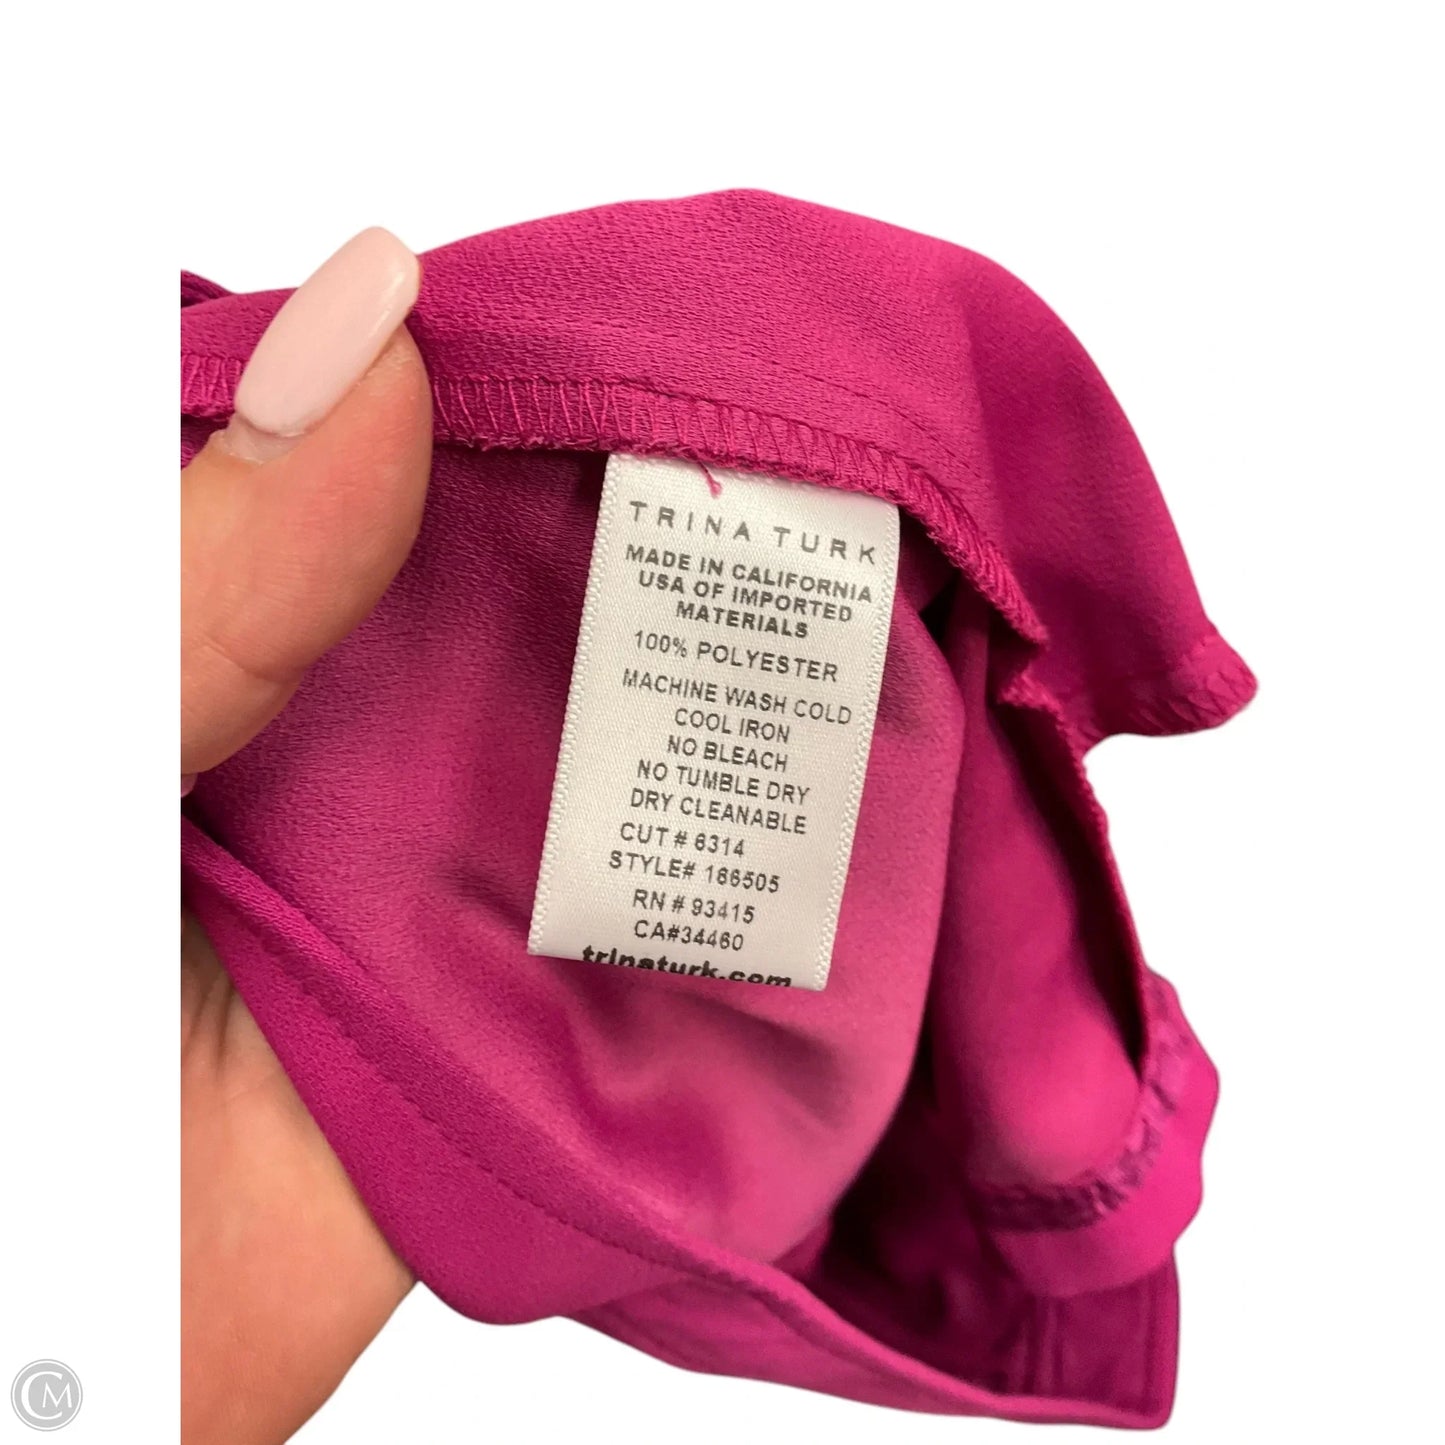 TRINA TURK
MADE IN CALIFORNIA
USA OF IMPORTED
MATERIALS
100% POLYESTER
MACHINE WASH COLD
COOL IRON
NO BLEACH
NO TUMBLE DRY
DRY CLEANABLE
CUT # 6314
STYLE# 166505
RN # 93415
CA#34460
trinaturk.com
CM